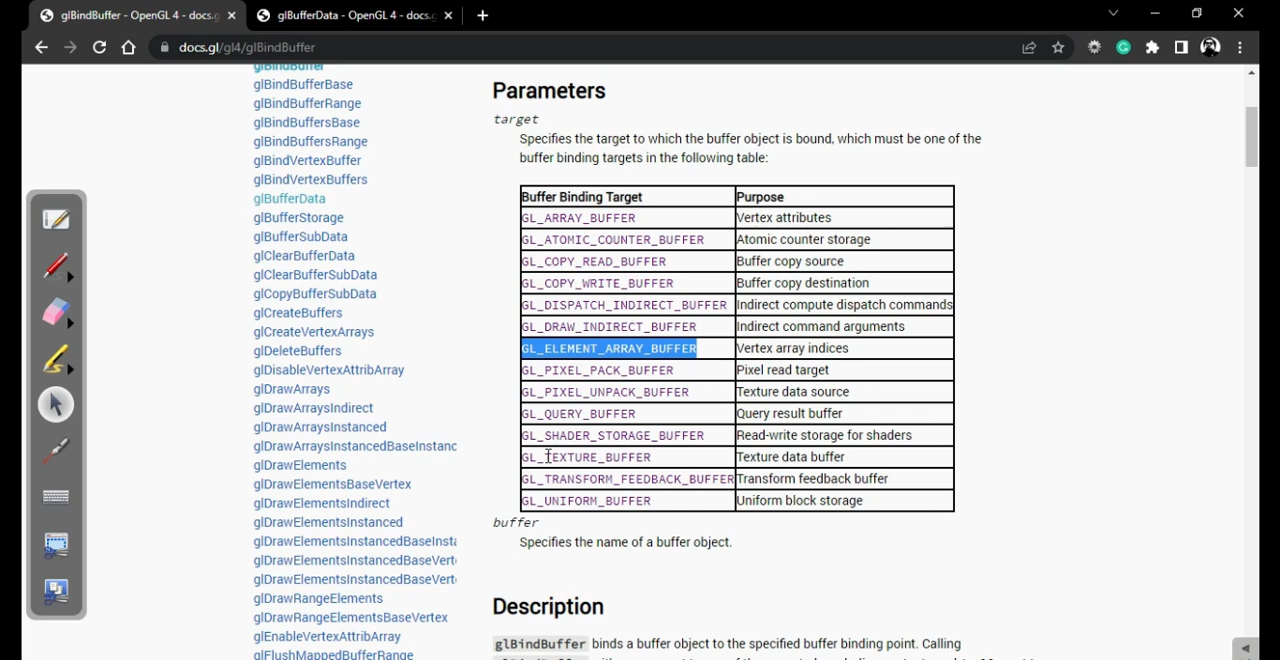 glBindBuffer - OpenGL 4 - docs.g
glBufferData - OpenGL 4 - docs.
docs.gl/gl4/glBindBuffer
glBindBuffer
glBindBufferBase
glBindBufferRange
glBindBuffersBase
glBindBuffersRange
glBindVertexBuffer
glBindVertexBuffers
glBufferData
glBufferStorage
glBufferSubData
glClearBufferData
glClearBufferSubData
glCopyBufferSubData
glCreateBuffers
glCreateVertexArrays
glDeleteBuffers
glDisableVertexAttribArray
glDrawArrays
glDrawArraysIndirect
glDrawArraysInstanced
glDrawArraysInstancedBaseInstanc
glDrawElements
glDrawElementsBaseVertex
glDrawElementsIndirect
glDrawElementsInstanced
glDrawElementsInstancedBaseInsta
glDrawElementsInstancedBaseVert
glDrawElementsInstancedBaseVert
glDrawRangeElements
glDrawRangeElementsBaseVertex
glEnableVertexAttribArray
glFlushMappedBufferRange
Parameters
target
Specifies the target to which the buffer object is bound, which must be one of the
buffer binding targets in the following table:
Buffer Binding Target Purpose
GL_ARRAY_BUFFER Vertex attributes
GL_ATOMIC_COUNTER_BUFFER Atomic counter storage
GL_COPY_READ_BUFFER Buffer copy source
GL_COPY_WRITE_BUFFER Buffer copy destination
GL_DISPATCH_INDIRECT_BUFFER Indirect compute dispatch commands
GL_DRAW_INDIRECT_BUFFER Indirect command arguments
GL_ELEMENT_ARRAY_BUFFER Vertex array indices
GL_PIXEL_PACK_BUFFER Pixel read target
GL_PIXEL_UNPACK_BUFFER Texture data source
GL_QUERY_BUFFER Query result buffer
GL_SHADER_STORAGE_BUFFER Read-write storage for shaders
GL_TEXTURE_BUFFER Texture data buffer
GL_TRANSFORM_FEEDBACK_BUFFER Transform feedback buffer
GL_UNIFORM_BUFFER Uniform block storage
buffer
Specifies the name of a buffer object.
Description
glBindBuffer binds a buffer object to the specified buffer binding point. Calling